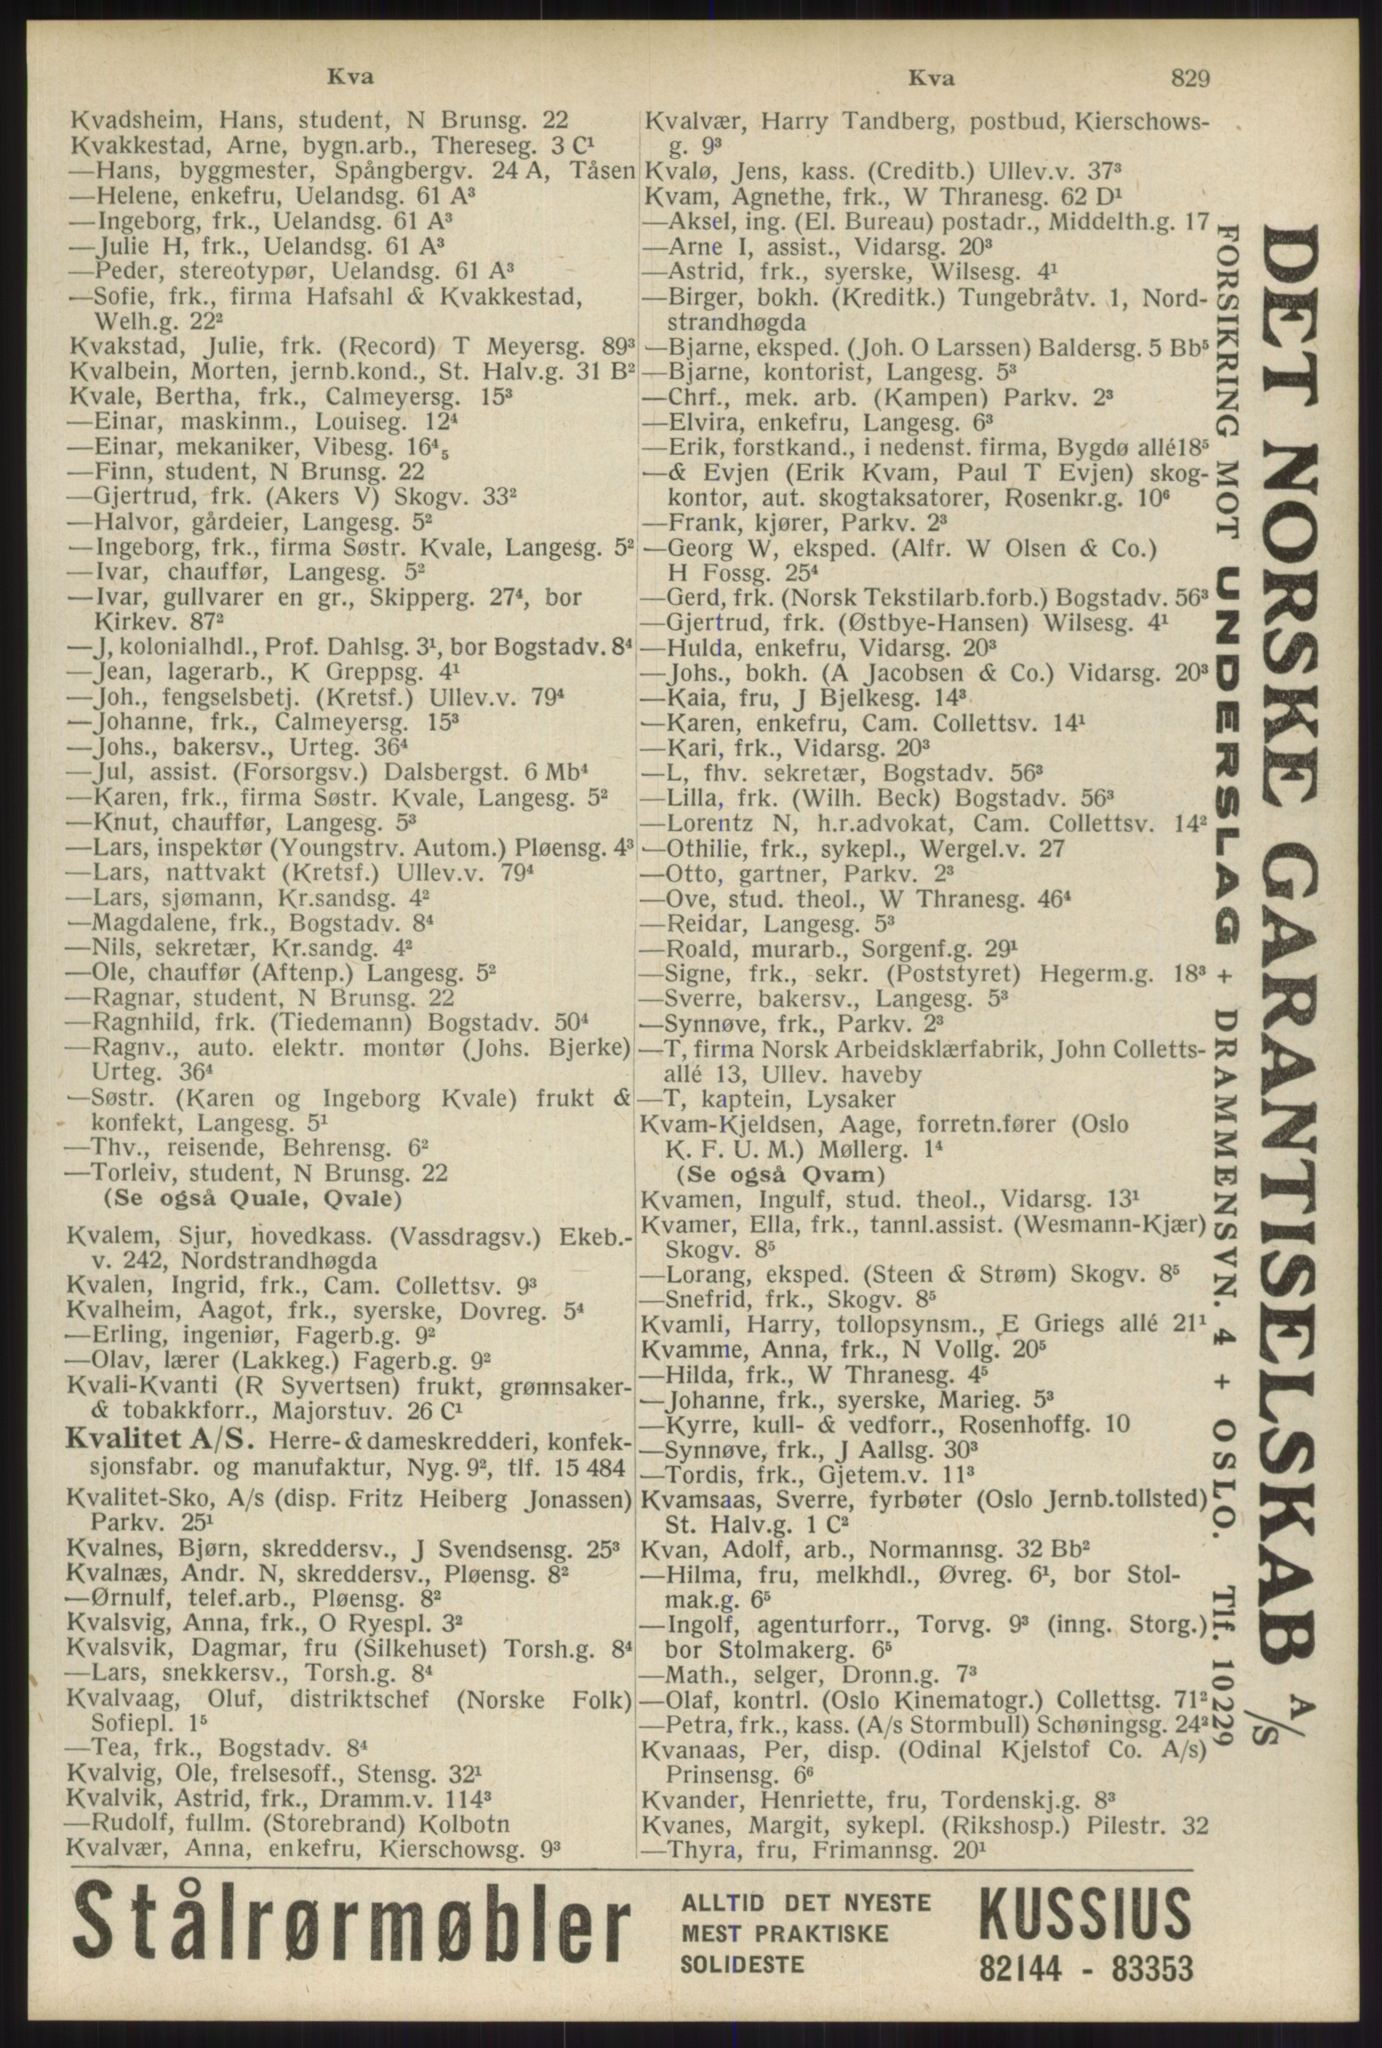 Kva
Kvadsheim, Hans, student, N Brunsg. 22
Kvakkestad, Arne, bygn.arb., Thereseg. 3 C¹
—Hans, byggmester, Spångbergv. 24 A, Tåsen
—Helene, enkefru, Uelandsg. 61 A³
—Ingeborg, frk., Uelandsg. 61 A³
—Julie H, frk., Uelandsg. 61 A³
—Peder, stereotypør, Uelandsg. 61 A³
—Sofie, frk., firma Hafsahl & Kvakkestad,
Welh.g. 22²
Kvakstad, Julie, frk. (Record) T Meyersg. 89³
Kvalbein, Morten, jernb.kond., St. Halv.g. 31 B²
Kvale, Bertha, frk., Calmeyersg. 15³
—Einar, maskinm., Louiseg. 12⁴
—Einar, mekaniker, Vibesg. 16⁴₅
—Finn, student, N Brunsg. 22
—Gjertrud, frk. (Akers V) Skogv. 33²
—Halvor, gårdeier, Langesg. 5²
—Ingeborg, frk., firma Søstr. Kvale, Langesg. 5²
—Ivar, chauffør, Langesg. 5²
—Ivar, gullvarer en gr., Skipperg. 27⁴, bor
Kirkev. 87²
—J, kolonialhdl., Prof. Dahlsg. 3¹, bor Bogstadv. 8⁴
—Jean, lagerarb., K Greppsg. 4¹
—Joh., fengselsbetj. (Kretsf.) Ullev.v. 79⁴
—Johanne, frk., Calmeyersg. 15³
—Johs., bakersv., Urteg. 36⁴
—Jul, assist. (Forsorgsv.) Dalsbergst. 6 Mb⁴
—Karen, frk., firma Søstr. Kvale, Langesg. 5²
—Knut, chauffør, Langesg. 5³
—Lars, inspektør (Youngstrv. Autom.) Pløensg. 4³
—Lars, nattvakt (Kretsf.) Ullev.v. 79⁴
—Lars, sjømann, Kr.sandsg. 4²
—Magdalene, frk., Bogstadv. 8⁴
—Nils, sekretær, Kr.sandg. 4²
—Ole, chauffør (Aftenp.) Langesg. 5²
—Ragnar, student, N Brunsg. 22
—Ragnhild, frk. (Tiedemann) Bogstadv. 50⁴
—Ragnv., auto. elektr. montør (Johs. Bjerke)
Urteg. 36⁴
—Søstr. (Karen og Ingeborg Kvale) frukt &
konfekt, Langesg. 5¹
—Thv., reisende, Behrensg. 6²
—Torleiv, student, N Brunsg. 22
(Se også Quale, Qvale)
Kvalem, Sjur, hovedkass. (Vassdragsv.) Ekeb.-
v. 242, Nordstrandhøgda
Kvalen, Ingrid, frk., Cam. Collettsv. 9³
Kvalheim, Aagot, frk., syerske, Dovreg. 5⁴
—Erling, ingeniør, Fagerb.g. 9²
—Olav, lærer (Lakkeg.) Fagerb.g. 9²
Kvali-Kvanti (R Syvertsen) frukt, grønnsaker-
& tobakkforr., Majorstuv. 26 C¹
Kvalitet A/S. Herre- & dameskredderi, konfek-
sjonsfabr. og manufaktur, Nyg. 9², tlf. 15 484
Kvalitet-Sko, A/s (disp. Fritz Heiberg Jonassen)
Parkv. 25¹
Kvalnes, Bjørn, skreddersv., J Svendsensg. 25³
Kvalnæs, Andr. N, skreddersv., Pløensg. 8²
—Ørnulf, telef.arb., Pløensg. 8²
Kvalsvig, Anna, frk., O Ryespl. 3²
Kvalsvik, Dagmar, fru (Silkehuset) Torsh.g. 8⁴
—Lars, snekkersv., Torsh.g. 8⁴
Kvalvaag, Oluf, distriktschef (Norske Folk)
Sofiepl. 1⁵
—Tea, frk., Bogstadv. 8⁴
Kvalvig, Ole, frelsesoff., Stensg. 32¹
Kvalvik, Astrid, frk., Dramm.v. 114³
—Rudolf, fullm. (Storebrand) Kolbotn
Kvalvær, Anna, enkefru, Kierschowsg. 9³
Kva 829
Kvalvær, Harry Tandberg, postbud, Kierschows-
g. 9³
Kvalø, Jens, kass. (Creditb.) Ullev.v. 37³
Kvam, Agnethe, frk., W Thranesg. 62 D¹
—Aksel, ing. (El. Bureau) postadr., Middelth.g. 17
—Arne I, assist., Vidarsg. 20³
—Astrid, frk., syerske, Wilsesg. 4¹
—Birger, bokh. (Kreditk.) Tungebråtv. 1, Nord-
strandhøgda
—Bjarne, eksped. (Joh. O Larssen) Baldersg. 5 Bb⁵
—Bjarne, kontorist, Langesg. 5³
—Chrf., mek. arb. (Kampen) Parkv. 2³
—Elvira, enkefru, Langesg. 6³
—Erik, forstkand., i nedenst. firma, Bygdø allé18⁵
—& Evjen (Erik Kvam, Paul T Evjen) skog-
kontor, aut. skogtaksatorer, Rosenkr.g. 10⁶
—Frank, kjører, Parkv. 2³
—Georg W, eksped. (Alfr. W Olsen & Co.)
H Fossg. 25⁴
—Gerd, frk. (Norsk Tekstilarb.forb.) Bogstadv. 56³
—Gjertrud, frk. (Østbye-Hansen) Wilsesg. 4¹
—Hulda, enkefru, Vidarsg. 20³
—Johs., bokh. (A Jacobsen & Co.) Vidarsg. 20³
—Kaia, fru, J Bjelkesg. 14³
—Karen, enkefru, Cam. Collettsv. 14¹
—Kari, frk., Vidarsg. 20³
—L, fhv. sekretær, Bogstadv. 56³
—Lilla, frk. (Wilh. Beck) Bogstadv. 56³
—Lorentz N, h.r.advokat, Cam. Collettsv. 14²
—Othilie, frk., sykepl., Wergel.v. 27
—Otto, gartner, Parkv. 2³
—Ove, stud. theol., W Thranesg. 46⁴
—Reidar, Langesg. 5³
—Roald, murarb., Sorgenf.g. 29¹
—Signe, frk., sekr. (Poststyret) Hegerm.g. 18³
—Sverre, bakersv., Langesg. 5³
—Synnøve, frk., Parkv. 2³
—T, firma Norsk Arbeidsklærfabrik, John Colletts-
allé 13, Ullev. haveby
—T, kaptein, Lysaker
Kvam-Kjeldsen, Aage, forretn.fører (Oslo
K. F. U. M.) Møllerg. 1⁴
(Se også Qvam)
Kvamen, Ingulf, stud. theol., Vidarsg. 13¹
Kvamer, Ella, frk., tannl.assist. (Wesmann-Kjær)
Skogv. 8⁵
—Lorang, eksped. (Steen & Strøm) Skogv. 8⁵
—Snefrid, frk., Skogv. 8⁵
Kvamli, Harry, tollopsynsm., E Griegs allé 21¹
Kvamme, Anna, frk., N Vollg. 20⁵
—Hilda, frk., W Thranesg. 4⁵
—Johanne, frk., syerske, Marieg. 5³
—Kyrre, kull- & vedforr., Rosenhoffg. 10
—Synnøve, frk., J Aallsg. 30³
—Tordis, frk., Gjetem.v. 11³
Kvamsaas, Sverre, fyrbøter (Oslo Jernb.tollsted)
St. Halv.g. 1 C²
Kvan, Adolf, arb., Normannsg. 32 Bb²
—Hilma, fru, melkhdl., Øvreg. 6¹, bor Stol-
mak.g. 6⁵
—Ingolf, agenturforr., Torvg. 9³ (inng. Storg.)
bor Stolmakerg. 6⁵
—Math., selger, Dronn.g. 7³
—Olaf, kontrl. (Oslo Kinematogr.) Collettsg. 71²
—Petra, frk., kass. (A/s Stormbull) Schøningsg. 24²
Kvanaas, Per, disp. (Odinal Kjelstof Co. A/s)
Prinsensg. 6⁶
Kvander, Henriette, fru, Tordenskj.g. 8³
Kvanes, Margit, sykepl. (Rikshosp.) Pilestr. 32
—Thyra, fru, Frimannsg. 20¹
DET NORSKE GARANTISELSKAB A/S
FORSIKRING MOT UNDERSLAG + DRAMMENSVN. 4 + OSLO. Tlf. 10229
Stålrørmøbler
ALLTID DET NYESTE
MEST PRAKTISKE
SOLIDESTE
KUSSIUS
82144 - 83353